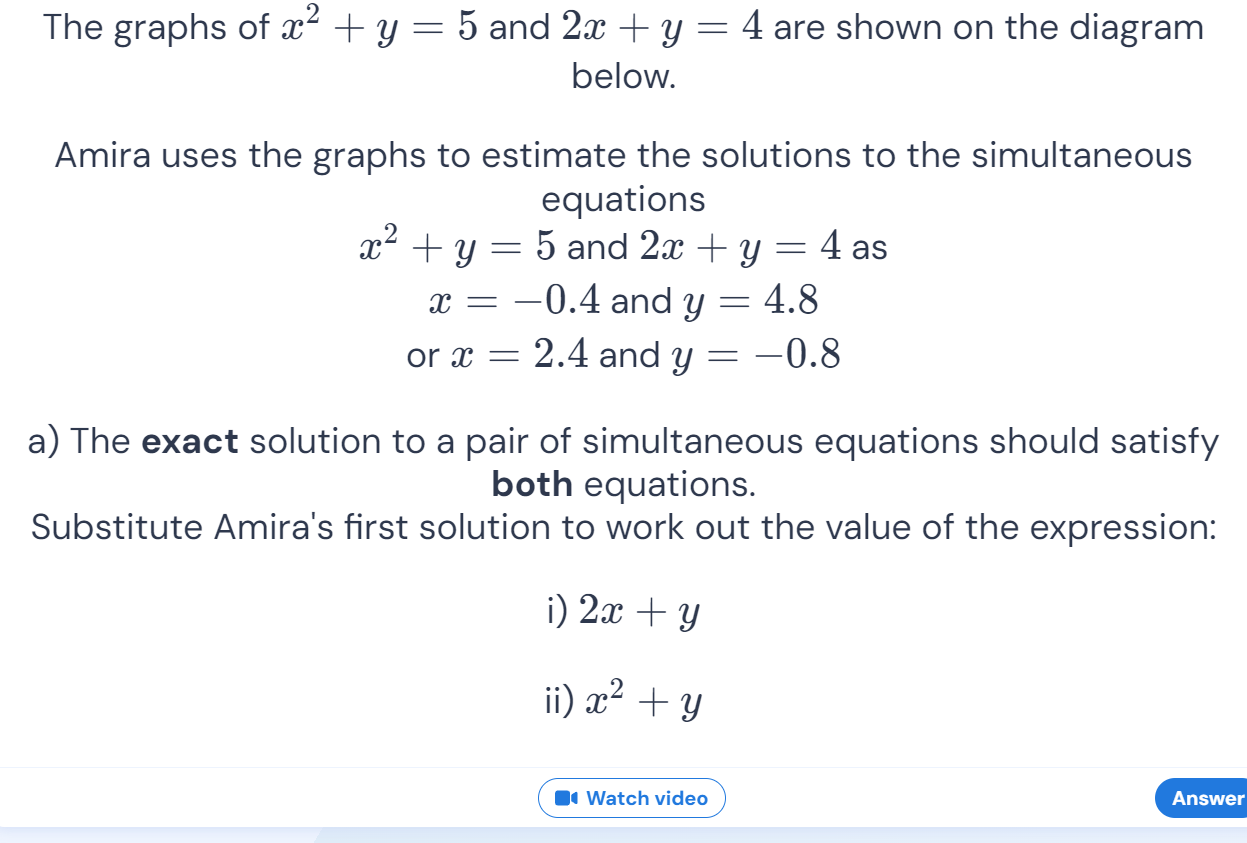 The graphs of x² + y = 5 and 2x + y = 4 are shown on the diagram
below.
Amira uses the graphs to estimate the solutions to the simultaneous
equations
x² + y = 5 and 2x + y = 4 as
x = −0.4 and y = 4.8
or x = 2.4 and y = −0.8
a) The exact solution to a pair of simultaneous equations should satisfy
both equations.
Substitute Amira's first solution to work out the value of the expression:
i) 2x + y
ii) x² + y
Watch video
Answer